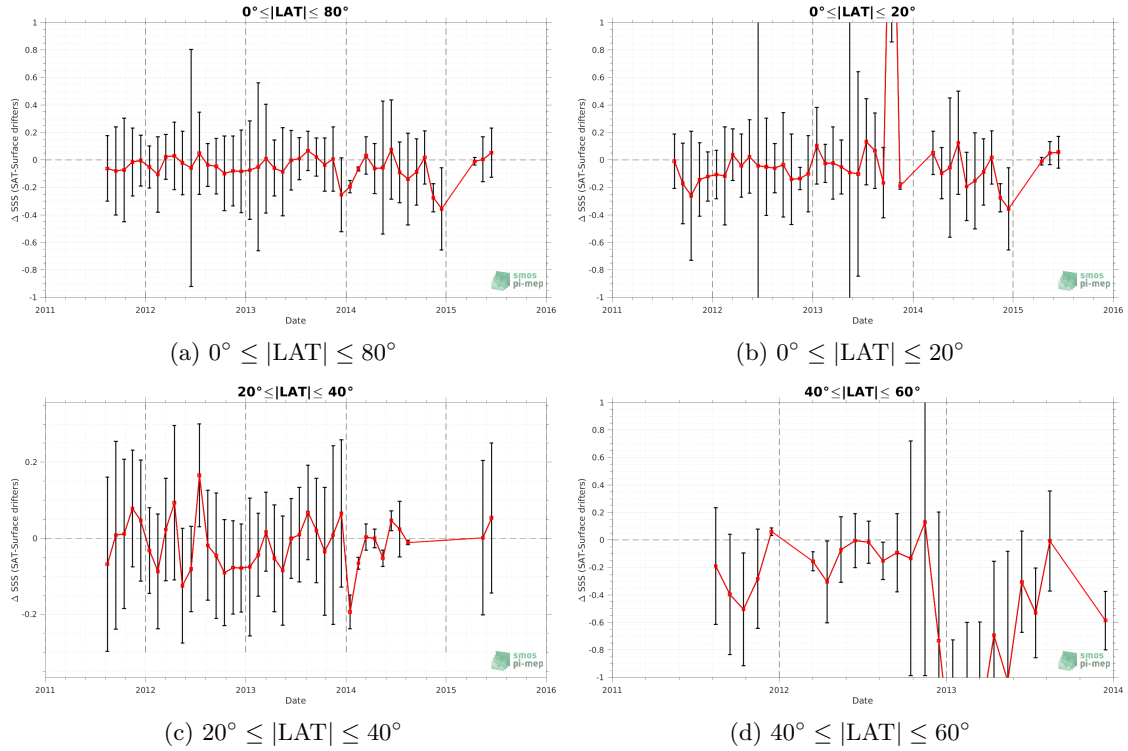 0°≤|LAT|≤ 80°
1
0.8
0.6
0.4
0.2
0
-0.2
-0.4
-0.6
-0.8
-1
Δ SSS (SAT-Surface drifters)
2011 2012 2013 2014 2015 2016
Date
smos
pi-mep
(a) 0° ≤ |LAT| ≤ 80°
0°≤|LAT|≤ 20°
1
0.8
0.6
0.4
0.2
0
-0.2
-0.4
-0.6
-0.8
-1
Δ SSS (SAT-Surface drifters)
2011 2012 2013 2014 2015 2016
Date
smos
pi-mep
(b) 0° ≤ |LAT| ≤ 20°
20°≤|LAT|≤ 40°
0.2
0
-0.2
Δ SSS (SAT-Surface drifters)
2011 2012 2013 2014 2015 2016
Date
smos
pi-mep
(c) 20° ≤ |LAT| ≤ 40°
40°≤|LAT|≤ 60°
1
0.8
0.6
0.4
0.2
0
-0.2
-0.4
-0.6
-0.8
-1
Δ SSS (SAT-Surface drifters)
2011 2012 2013 2014
Date
smos
pi-mep
(d) 40° ≤ |LAT| ≤ 60°